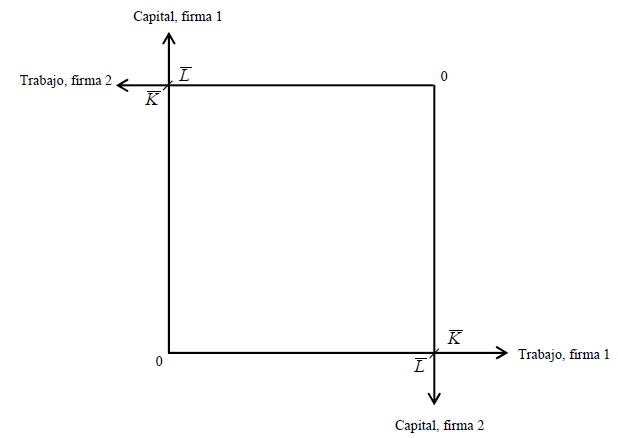 Capital, firma 1
Trabajo, firma 2
L̅
0
K̅
K̅
0
L̅
Trabajo, firma 1
Capital, firma 2